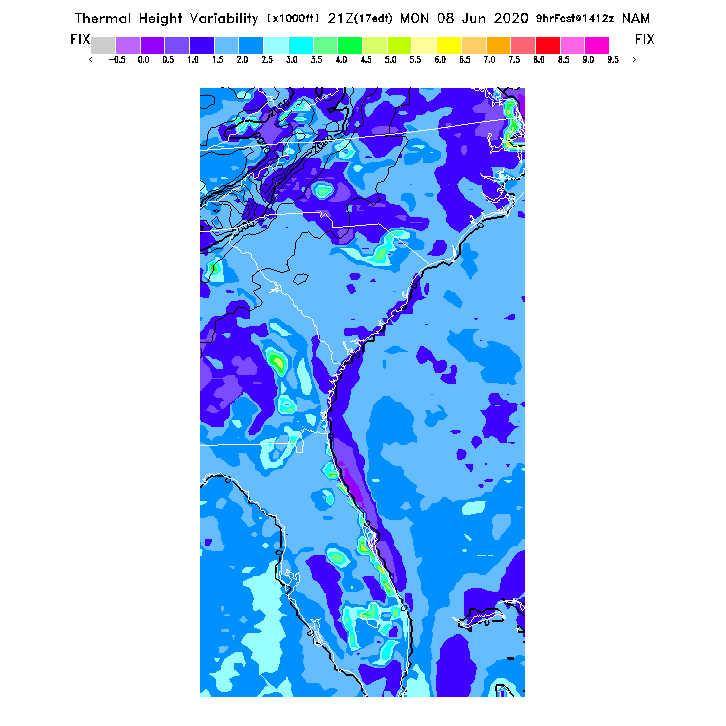 Thermal Height Variability [x1000ft] 21Z(17edt) MON 08 Jun 2020 9hrFcst@1412z NAM
FIX FIX
< -0.5 0.0 0.5 1.0 1.5 2.0 2.5 3.0 3.5 4.0 4.5 5.0 5.5 6.0 6.5 7.0 7.5 8.0 8.5 9.0 9.5 >